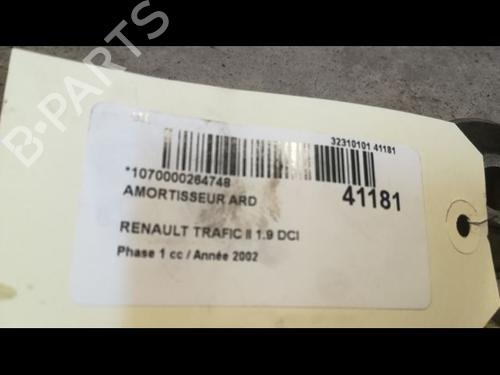 B-PARTS
32310101 41181
*1070000264748
41181
AMORTISSEUR ARD
RENAULT TRAFIC II 1.9 DCI
Phase 1 cc / Année 2002